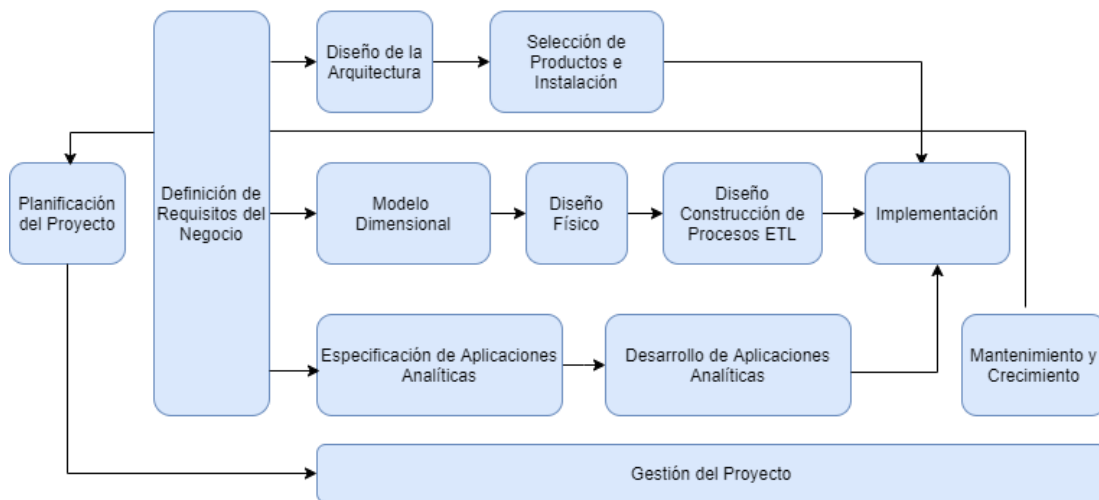 Diseño de la
Arquitectura
Selección de
Productos e
Instalación
Planificación
del Proyecto
Definición de
Requisitos del
Negocio
Modelo
Dimensional
Diseño
Físico
Diseño
Construcción de
Procesos ETL
Implementación
Especificación de Aplicaciones
Analíticas
Desarrollo de Aplicaciones
Analíticas
Mantenimiento y
Crecimiento
Gestión del Proyecto